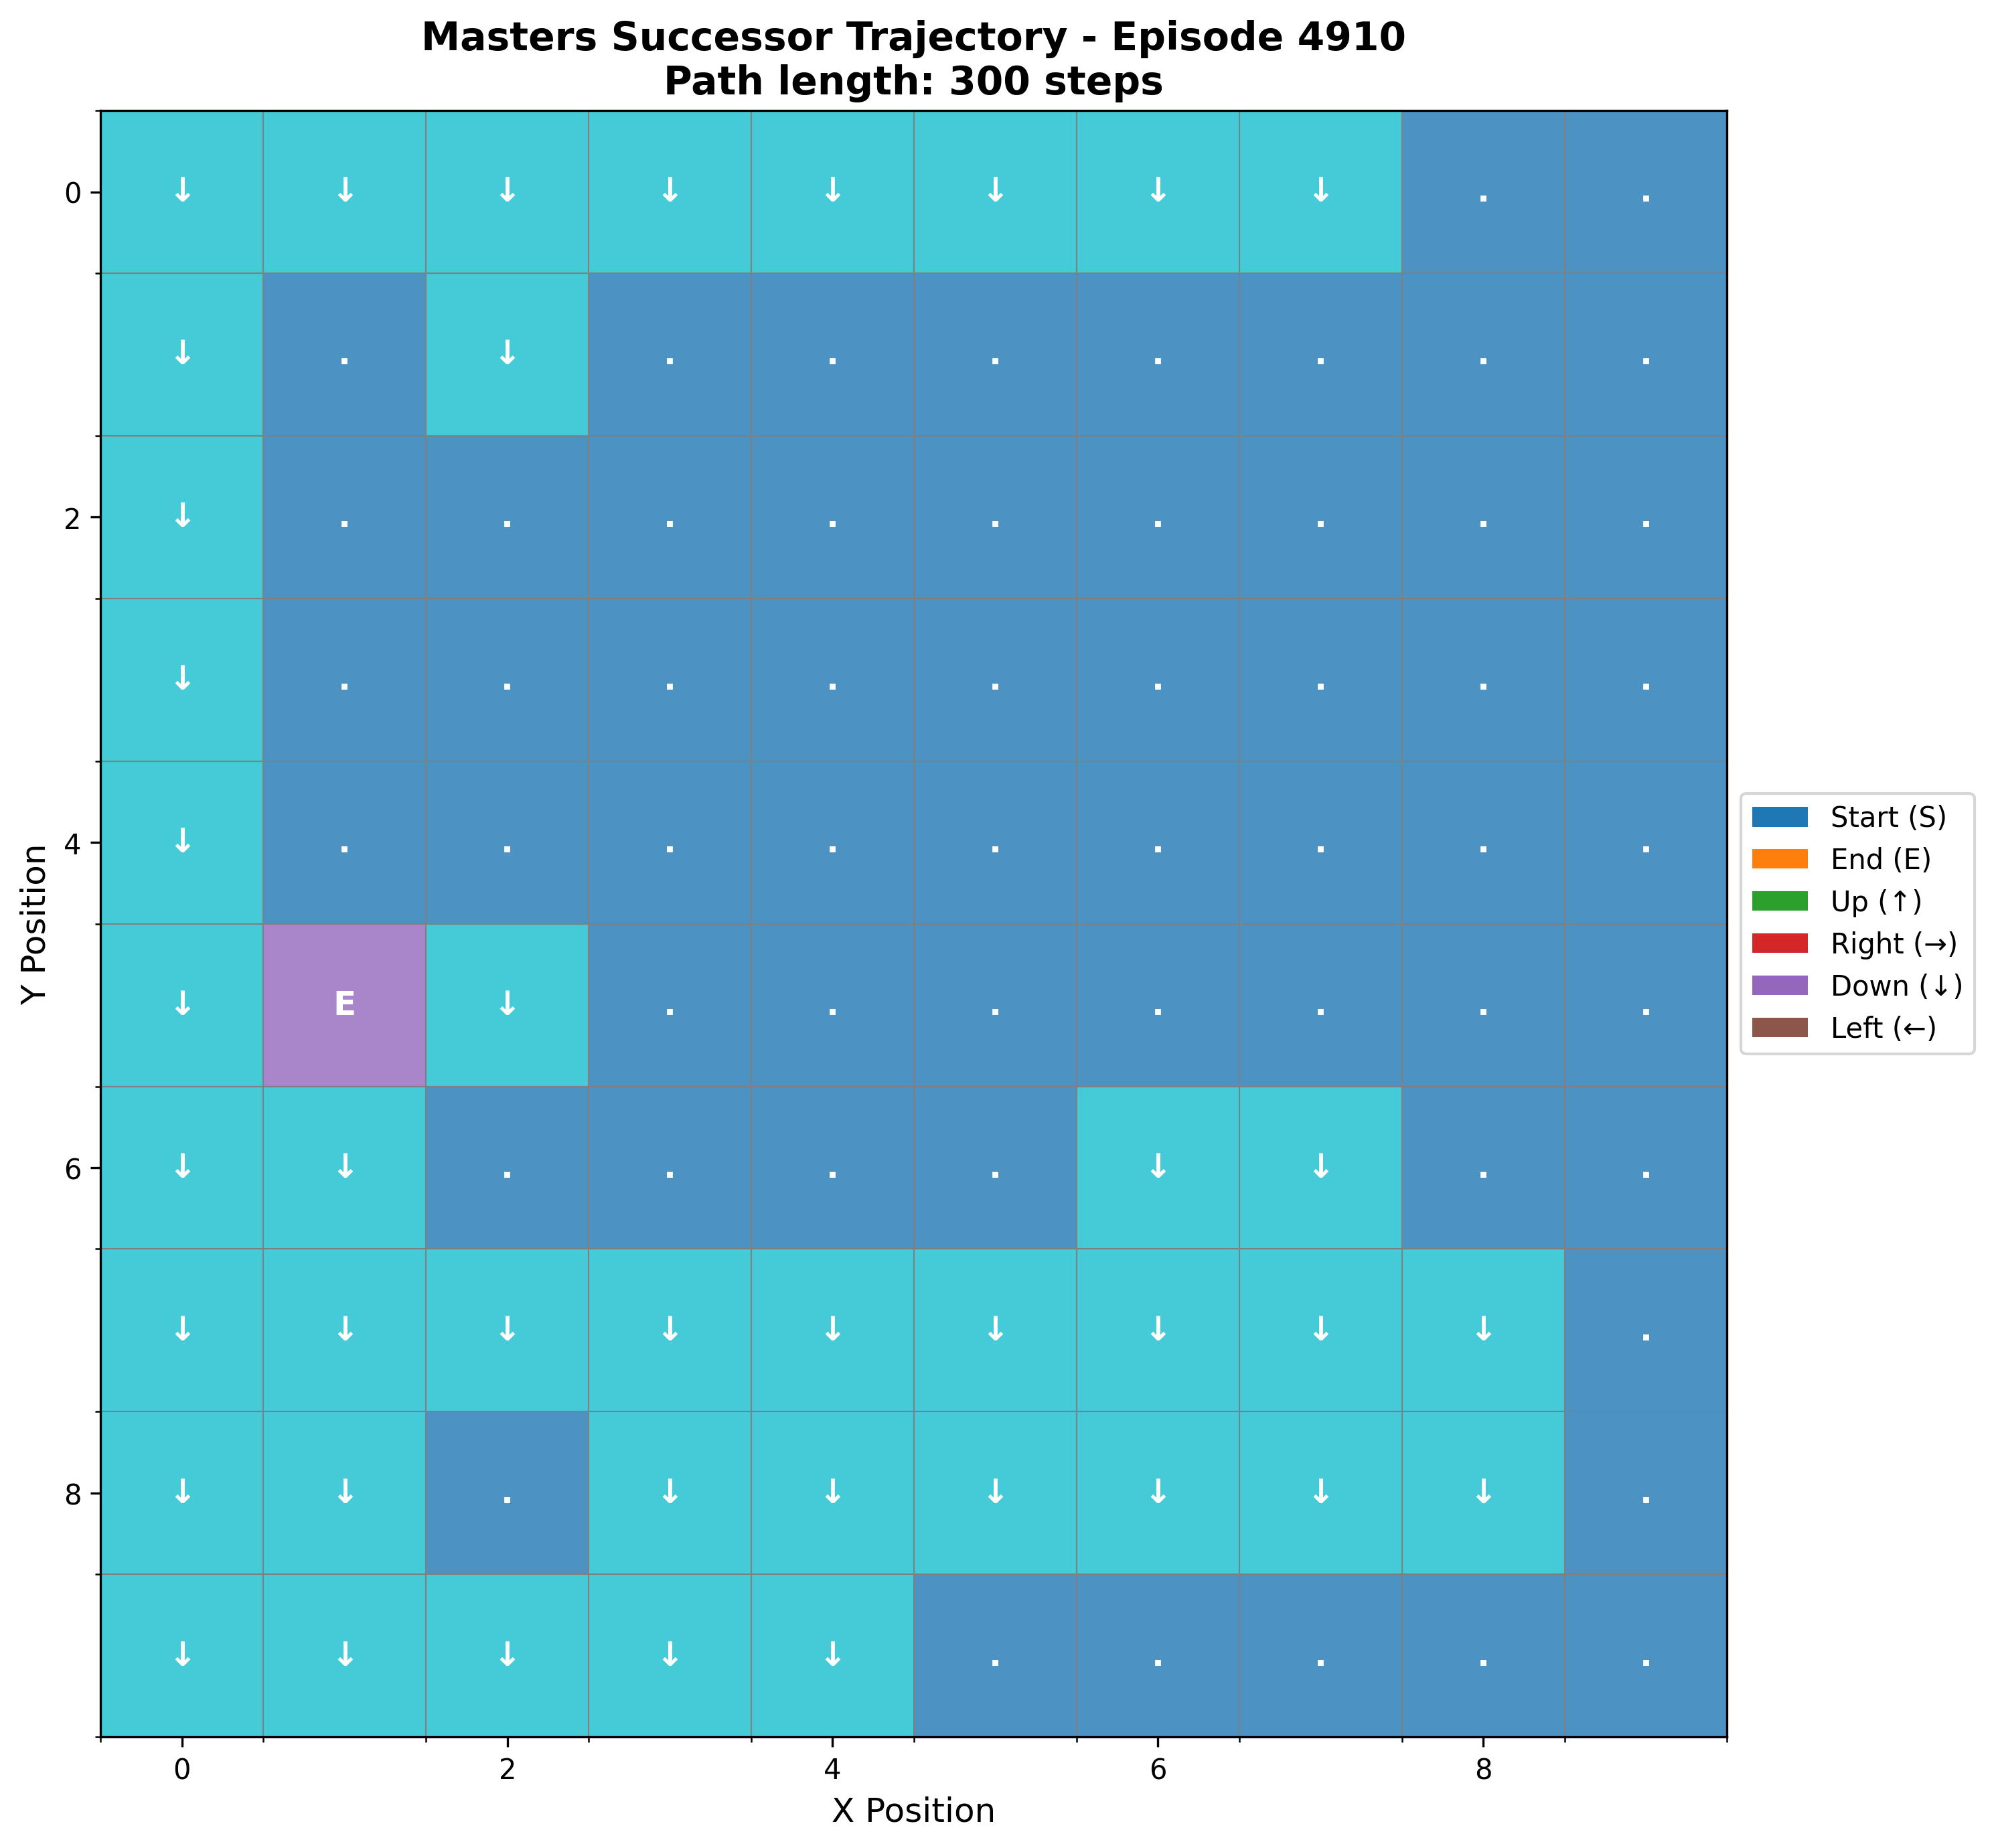 Masters Successor Trajectory - Episode 4910
Path length: 300 steps
0 ↓ ↓ ↓ ↓ ↓ ↓ ↓ ↓ . .
↓ . ↓ . . . . . . .
2 ↓ . . . . . . . . .
↓ . . . . . . . . .
4 ↓ . . . . . . . . .
↓ E ↓ . . . . . . .
6 ↓ ↓ . . . . ↓ ↓ . .
↓ ↓ ↓ ↓ ↓ ↓ ↓ ↓ ↓ .
8 ↓ ↓ . ↓ ↓ ↓ ↓ ↓ ↓ .
↓ ↓ ↓ ↓ ↓ . . . . .
0 2 4 6 8
X Position
Y Position
Start (S)
End (E)
Up (↑)
Right (→)
Down (↓)
Left (←)